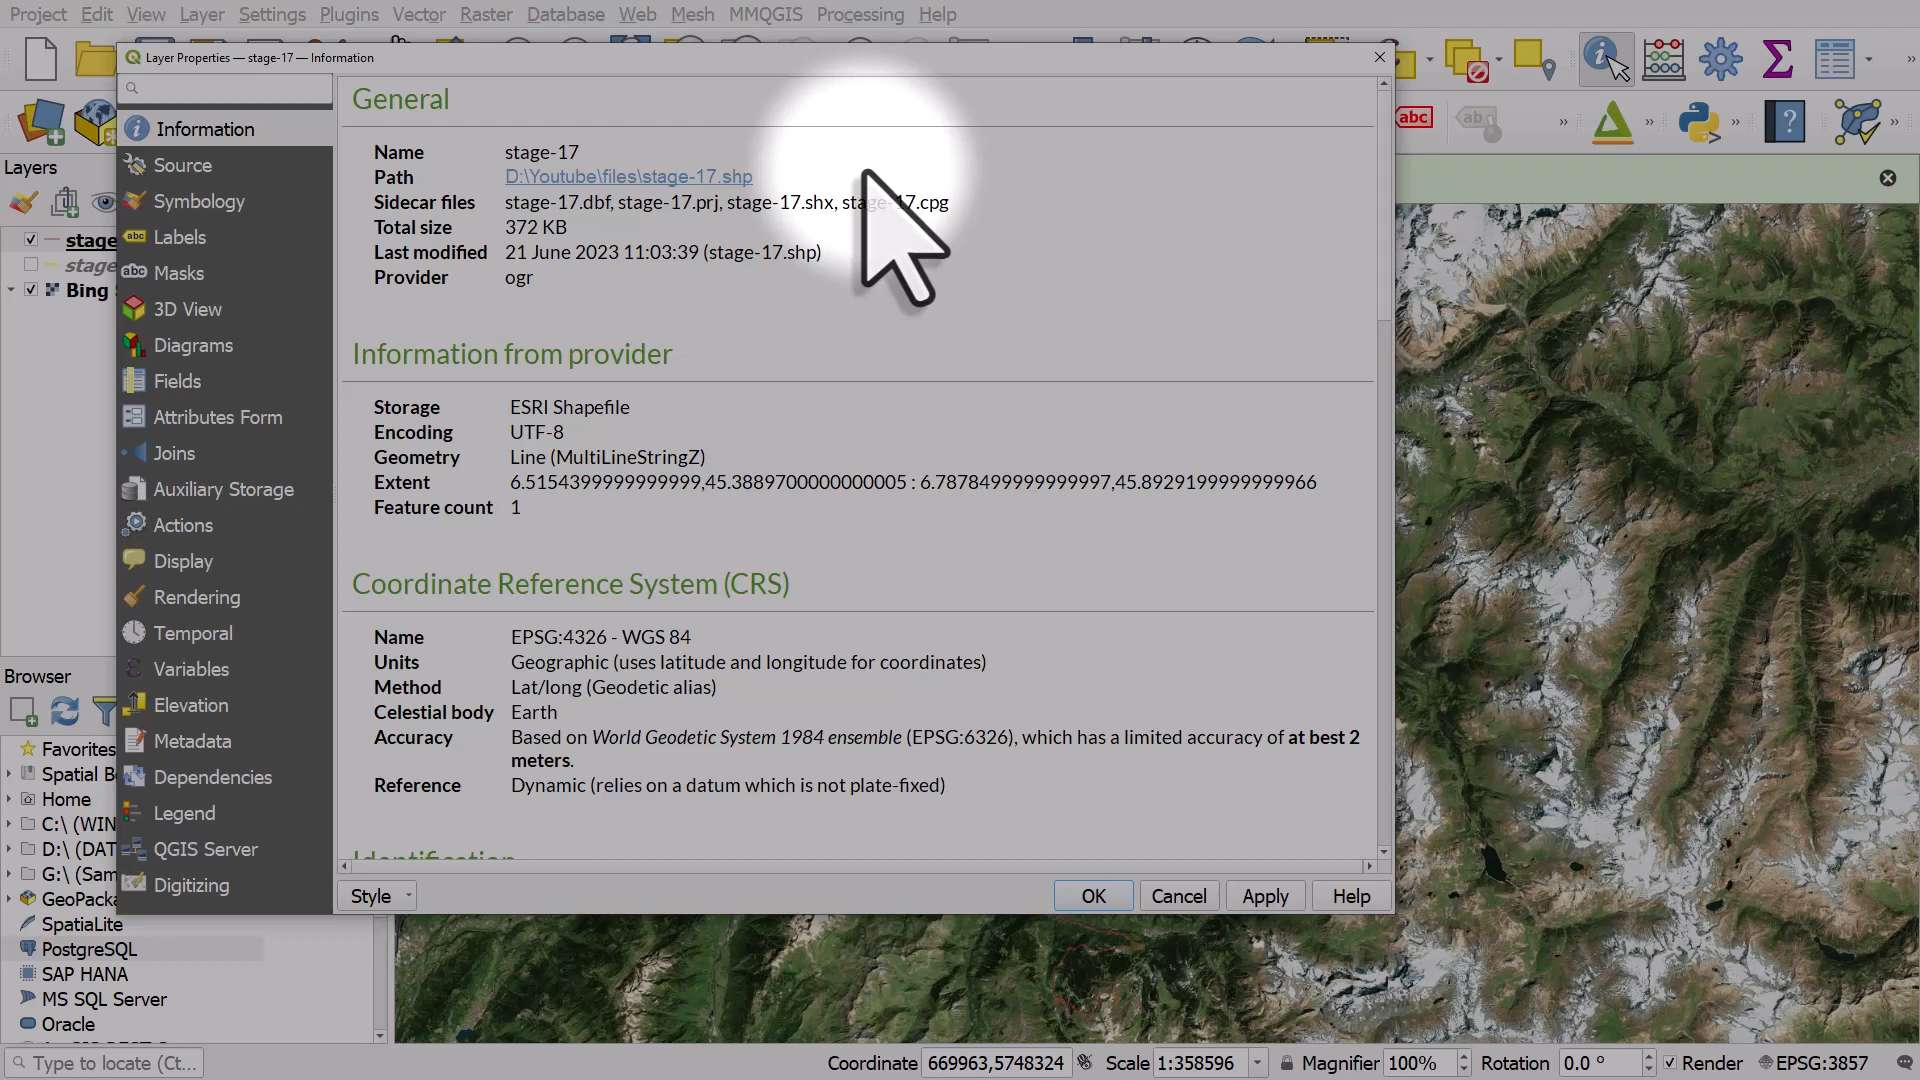 Project Edit View Layer Settings Plugins Vector Raster Database Web Mesh MMQGIS Processing Help
Layer Properties — stage-17 — Information
Information
Source
Symbology
Labels
Masks
3D View
Diagrams
Fields
Attributes Form
Joins
Auxiliary Storage
Actions
Display
Rendering
Temporal
Variables
Elevation
Metadata
Dependencies
Legend
QGIS Server
Digitizing
General
Name stage-17
Path D:\Youtube\files\stage-17.shp
Sidecar files stage-17.dbf, stage-17.prj, stage-17.shx, stage-17.cpg
Total size 372 KB
Last modified 21 June 2023 11:03:39 (stage-17.shp)
Provider ogr
Information from provider
Storage ESRI Shapefile
Encoding UTF-8
Geometry Line (MultiLineStringZ)
Extent 6.5154399999999999,45.3889700000000005 : 6.7878499999999997,45.8929199999999966
Feature count 1
Coordinate Reference System (CRS)
Name EPSG:4326 - WGS 84
Units Geographic (uses latitude and longitude for coordinates)
Method Lat/long (Geodetic alias)
Celestial body Earth
Accuracy Based on World Geodetic System 1984 ensemble (EPSG:6326), which has a limited accuracy of at best 2
meters.
Reference Dynamic (relies on a datum which is not plate-fixed)
Identification
Style OK Cancel Apply Help
Layers
stage
stage
Bing
Browser
Favorites
Spatial B
Home
C:\ (WIN
D:\ (DAT
G:\ (Sam
GeoPacka
SpatiaLite
PostgreSQL
SAP HANA
MS SQL Server
Oracle
abc
Type to locate (Ct... Coordinate 669963,5748324 Scale 1:358596 Magnifier 100% Rotation 0.0 ° Render EPSG:3857